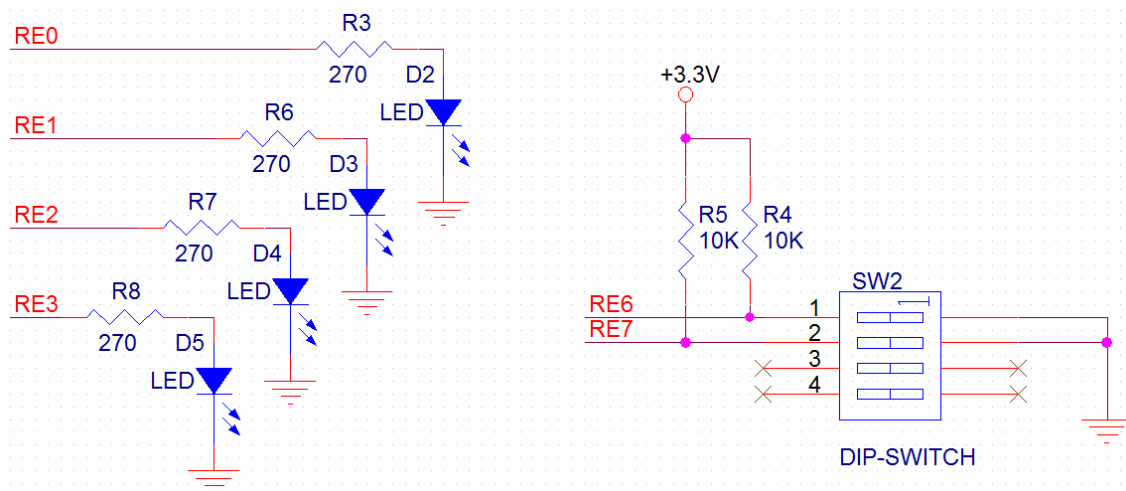 RE0
R3
270
D2
LED
RE1
R6
270
D3
LED
RE2
R7
270
D4
LED
RE3
R8
270
D5
LED
+3.3V
R5
10K
R4
10K
RE6
RE7
SW2
1
1
2
3
4
DIP-SWITCH